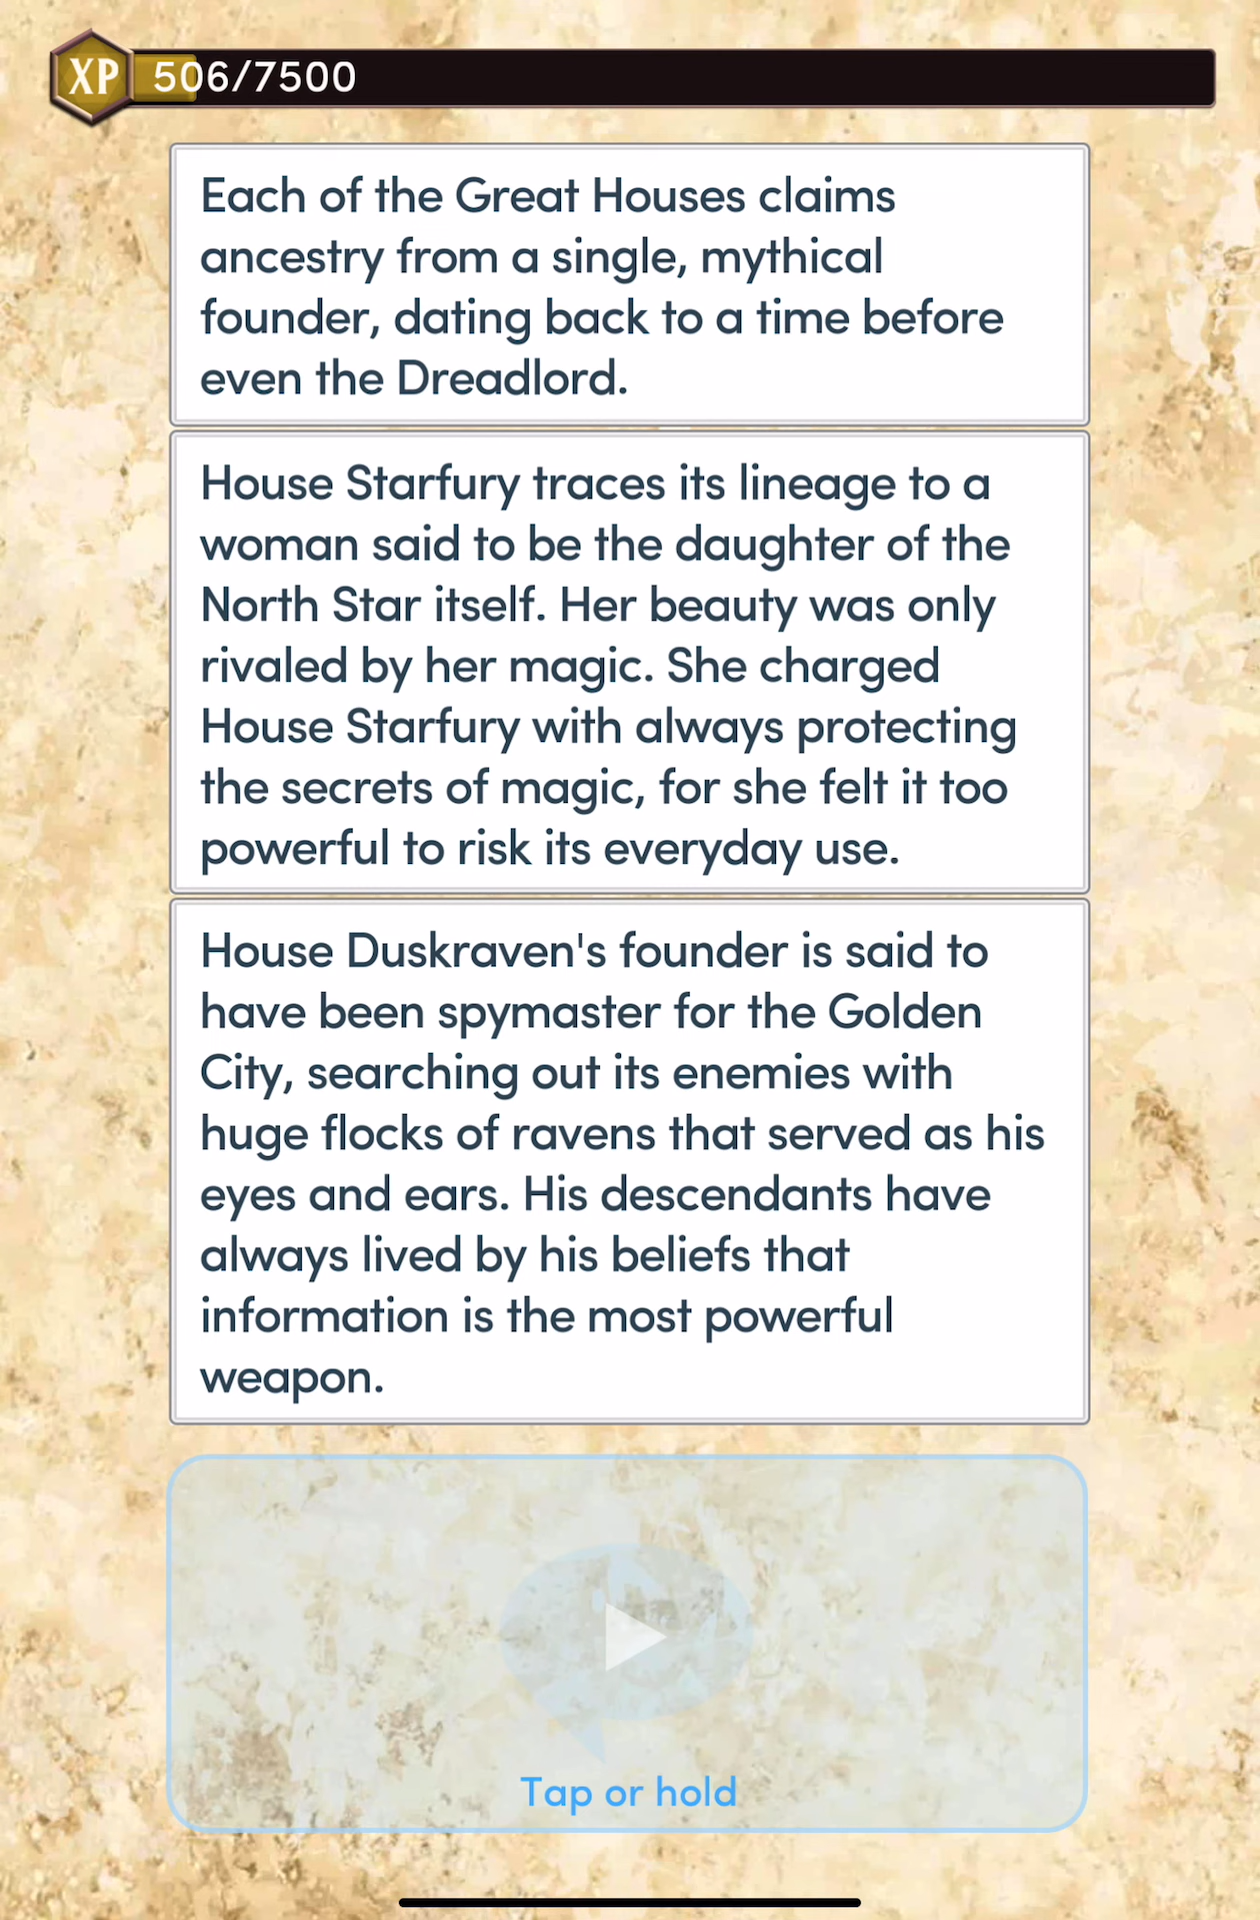 XP 506/7500
Each of the Great Houses claims
ancestry from a single, mythical
founder, dating back to a time before
even the Dreadlord.
House Starfury traces its lineage to a
woman said to be the daughter of the
North Star itself. Her beauty was only
rivaled by her magic. She charged
House Starfury with always protecting
the secrets of magic, for she felt it too
powerful to risk its everyday use.
House Duskraven's founder is said to
have been spymaster for the Golden
City, searching out its enemies with
huge flocks of ravens that served as his
eyes and ears. His descendants have
always lived by his beliefs that
information is the most powerful
weapon.
Tap or hold